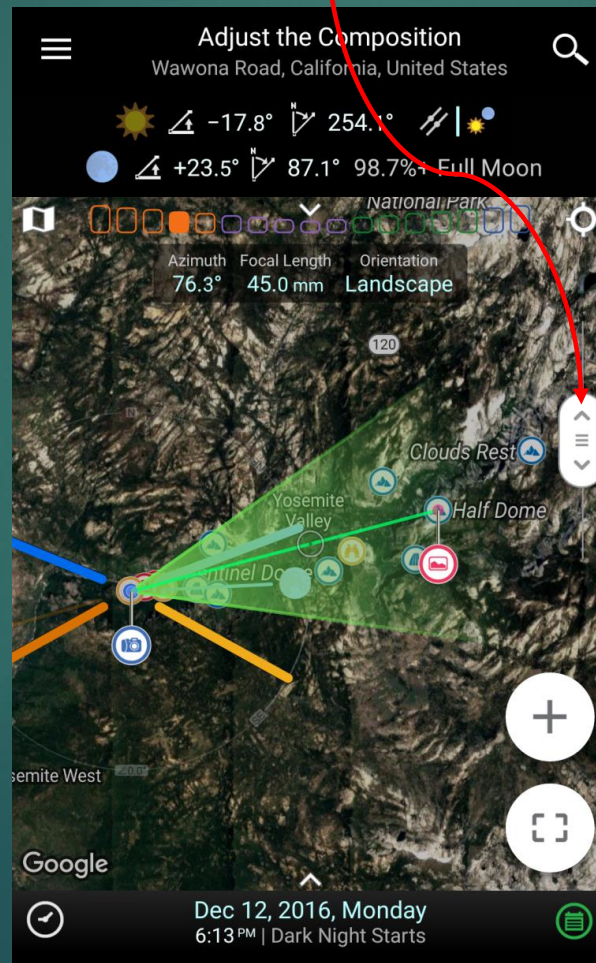 Adjust the Composition
Wawona Road, California, United States
−17.8° N 254.1°
+23.5° N 87.1° 98.7%+ Full Moon
National Park
Azimuth Focal Length Orientation
76.3° 45.0 mm Landscape
120
N
Clouds Rest
Yosemite
Valley
Half Dome
ntinel Dome
semite West
Google
Dec 12, 2016, Monday
6:13 PM | Dark Night Starts